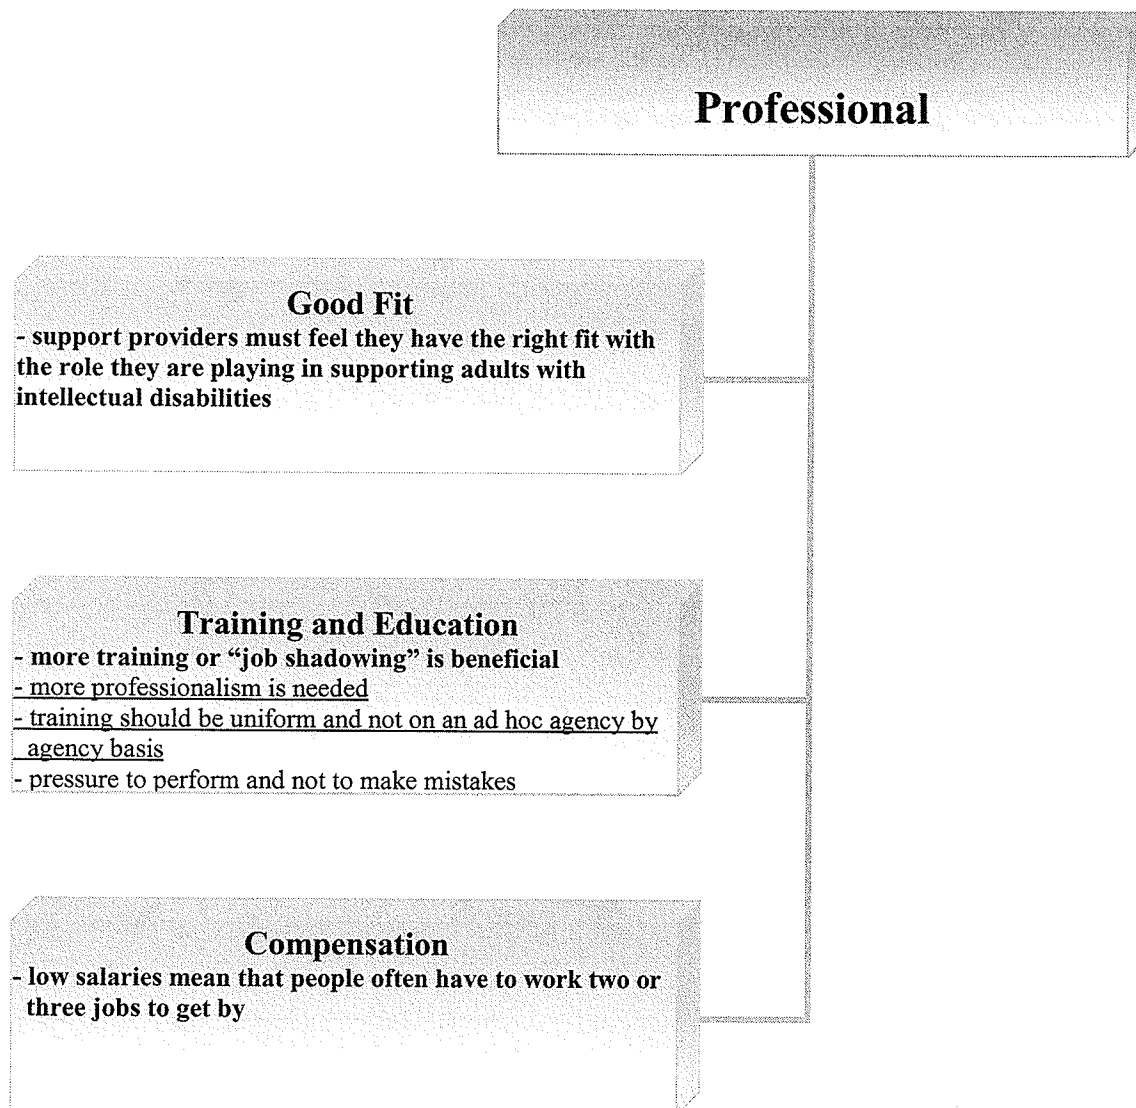 Professional
Good Fit
- support providers must feel they have the right fit with
the role they are playing in supporting adults with
intellectual disabilities
Training and Education
- more training or “job shadowing” is beneficial
- more professionalism is needed
- training should be uniform and not on an ad hoc agency by
agency basis
- pressure to perform and not to make mistakes
Compensation
- low salaries mean that people often have to work two or
three jobs to get by